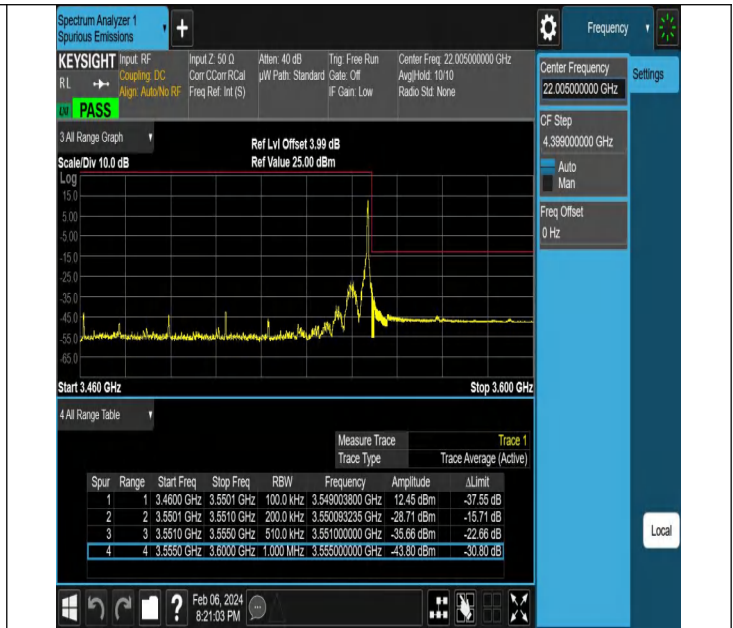 Spectrum Analyzer 1
Spurious Emissions
+
Frequency
KEYSIGHT Input: RF Input Z: 50 Ω Atten: 40 dB Trig: Free Run Center Freq: 22.005000000 GHz
RL Coupling: DC Corr CCorr RCal µW Path: Standard Gate: Off Avg|Hold: 10/10
Align: Auto/No RF Freq Ref: Int (S) IF Gain: Low Radio Std: None
PASS
Center Frequency
22.005000000 GHz
Settings
CF Step
4.399000000 GHz
Auto
Man
Freq Offset
0 Hz
3 All Range Graph
Ref Lvl Offset 3.99 dB
Scale/Div 10.0 dB Ref Value 25.00 dBm
Log
15.0
5.00
-5.00
-15.0
-25.0
-35.0
-45.0
-55.0
-65.0
Start 3.460 GHz Stop 3.600 GHz
4 All Range Table
Measure Trace Trace 1
Trace Type Trace Average (Active)
Spur Range Start Freq Stop Freq RBW Frequency Amplitude ΔLimit
1 1 3.4600 GHz 3.5501 GHz 100.0 kHz 3.549003800 GHz 12.45 dBm -37.55 dB
2 2 3.5501 GHz 3.5510 GHz 200.0 kHz 3.550093235 GHz -28.71 dBm -15.71 dB
3 3 3.5510 GHz 3.5550 GHz 510.0 kHz 3.551000000 GHz -35.66 dBm -22.66 dB
4 4 3.5550 GHz 3.6000 GHz 1.000 MHz 3.555000000 GHz -43.80 dBm -30.80 dB
Local
? Feb 06, 2024
8:21:03 PM